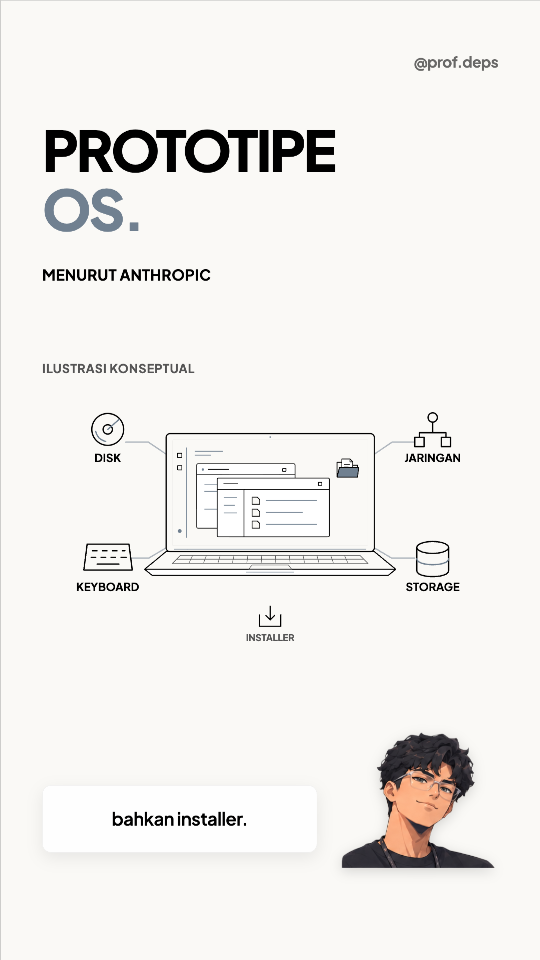 @prof.deps
PROTOTIPE
OS.
MENURUT ANTHROPIC
ILUSTRASI KONSEPTUAL
DISK
JARINGAN
KEYBOARD
STORAGE
INSTALLER
bahkan installer.